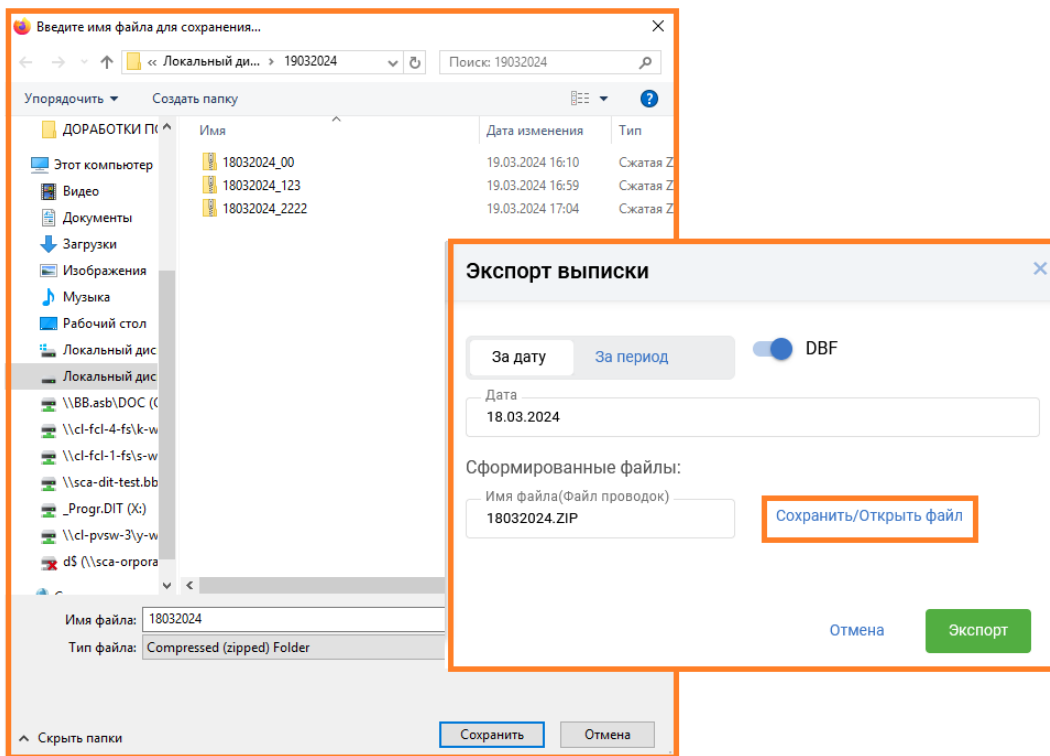 Введите имя файла для сохранения...
« Локальный ди... › 19032024
Поиск: 19032024
Упорядочить
Создать папку
Имя
Дата изменения
Тип
ДОРАБОТКИ ПО
Этот компьютер
Видео
Документы
Загрузки
Изображения
Музыка
Рабочий стол
Локальный дис
Локальный дис
\\BB.asb\DOC (
\\cl-fcl-4-fs\k-w
\\cl-fcl-1-fs\s-w
\\sca-dit-test.bb
_Progr.DIT (X:)
\\cl-pvsw-3\y-w
d$ (\\sca-orpora
18032024_00 19.03.2024 16:10 Сжатая Z
18032024_123 19.03.2024 16:59 Сжатая Z
18032024_2222 19.03.2024 17:04 Сжатая Z
Имя файла: 18032024
Тип файла: Compressed (zipped) Folder
Скрыть папки
Сохранить
Отмена
Экспорт выписки
За дату
За период
DBF
Дата
18.03.2024
Сформированные файлы:
Имя файла(Файл проводок)
18032024.ZIP
Сохранить/Открыть файл
Отмена
Экспорт